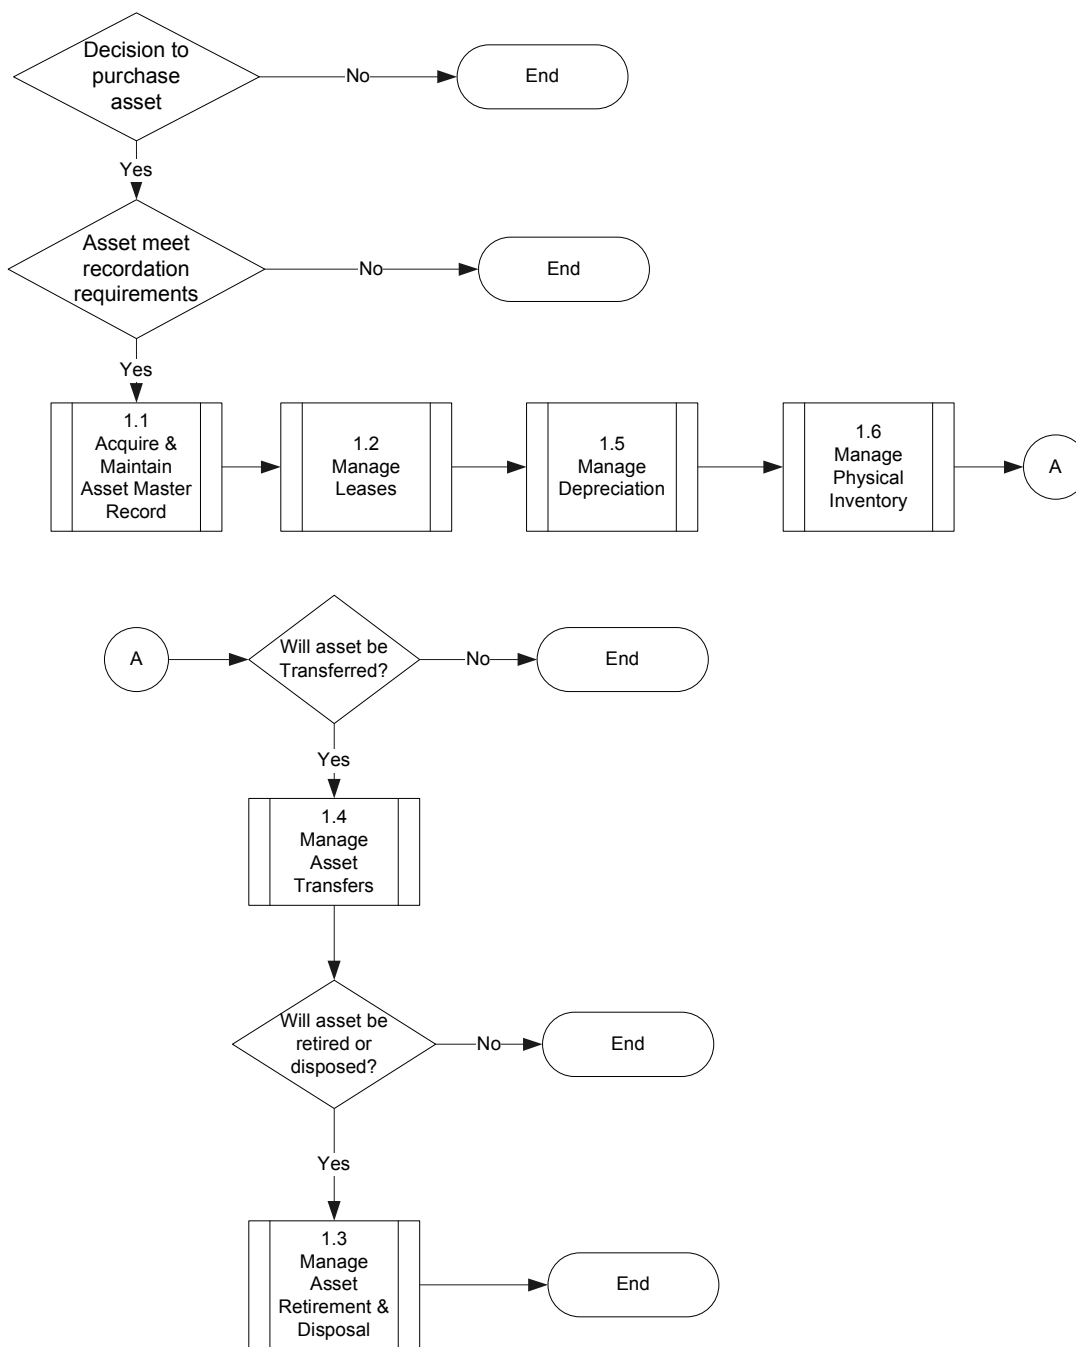 Decision to
purchase
asset
No
End
Yes
Asset meet
recordation
requirements
No
End
Yes
1.1
Acquire &
Maintain
Asset Master
Record
1.2
Manage
Leases
1.5
Manage
Depreciation
1.6
Manage
Physical
Inventory
A
A
Will asset be
Transferred?
No
End
Yes
1.4
Manage
Asset
Transfers
Will asset be
retired or
disposed?
No
End
Yes
1.3
Manage
Asset
Retirement &
Disposal
End